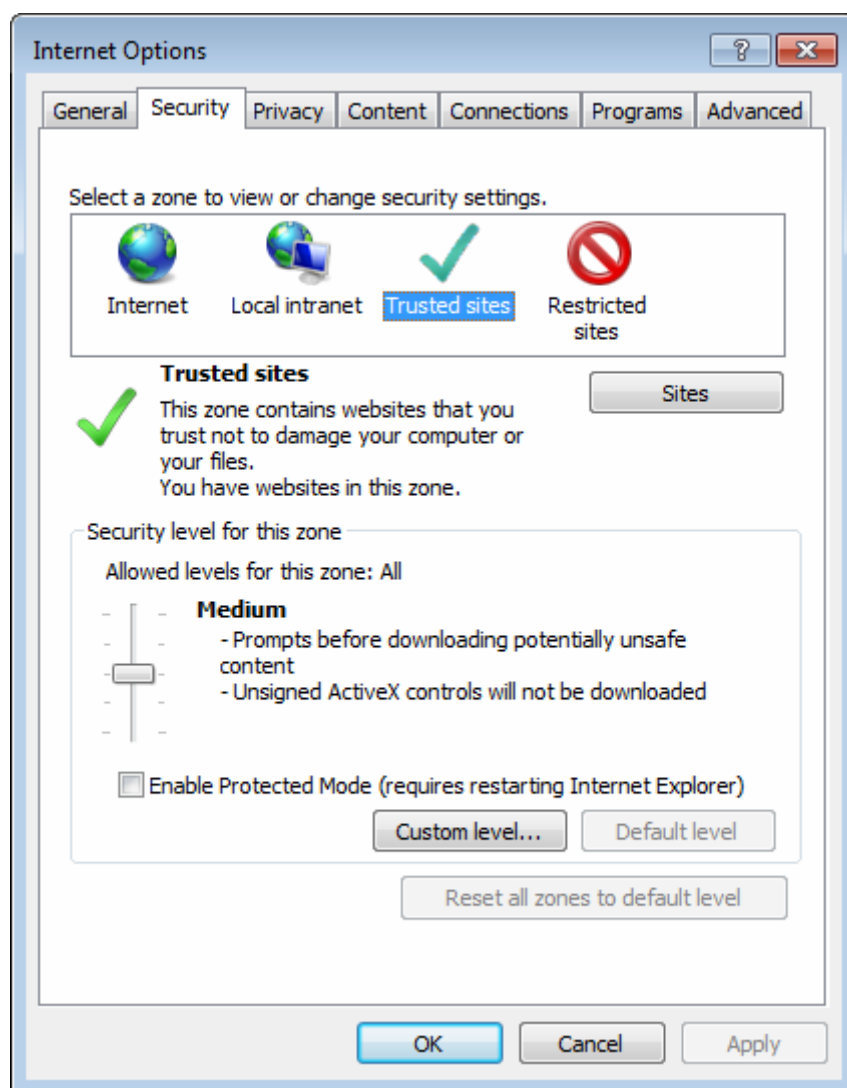 Internet Options
General Security Privacy Content Connections Programs Advanced
Select a zone to view or change security settings.
Internet Local intranet Trusted sites Restricted
sites
Trusted sites
Sites
This zone contains websites that you
trust not to damage your computer or
your files.
You have websites in this zone.
Security level for this zone
Allowed levels for this zone: All
Medium
- Prompts before downloading potentially unsafe
content
- Unsigned ActiveX controls will not be downloaded
Enable Protected Mode (requires restarting Internet Explorer)
Custom level... Default level
Reset all zones to default level
OK Cancel Apply